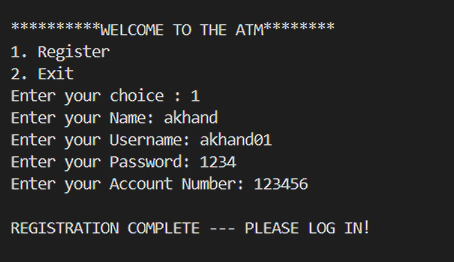 **********WELCOME TO THE ATM********
1. Register
2. Exit
Enter your choice : 1
Enter your Name: akhand
Enter your Username: akhand01
Enter your Password: 1234
Enter your Account Number: 123456
REGISTRATION COMPLETE --- PLEASE LOG IN!